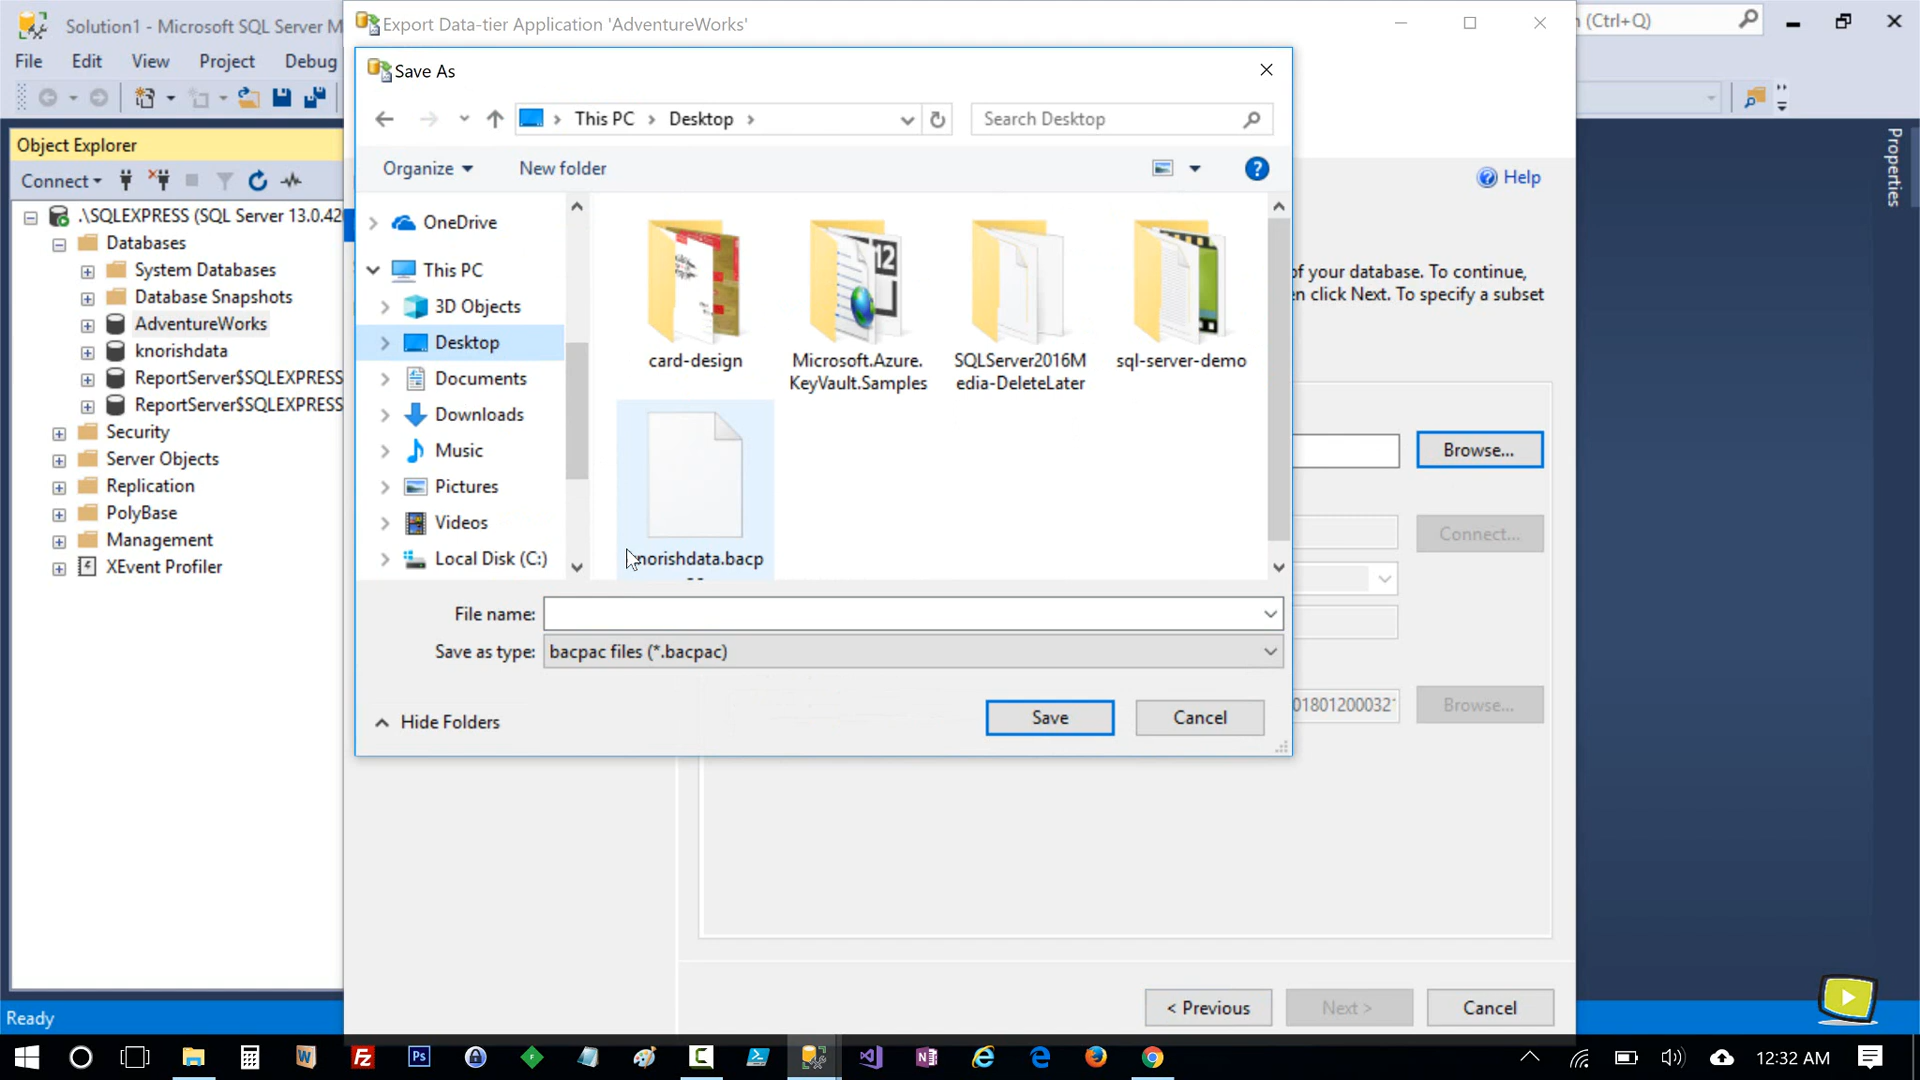 Solution1 - Microsoft SQL Server M
Export Data-tier Application 'AdventureWorks'
(Ctrl+Q)
File Edit View Project Debug
Save As
This PC > Desktop >
Search Desktop
Object Explorer
Organize
New folder
Connect
Help
Properties
.\SQLEXPRESS (SQL Server 13.0.42
Databases
System Databases
Database Snapshots
AdventureWorks
knorishdata
ReportServer$SQLEXPRESS
ReportServer$SQLEXPRESS
Security
Server Objects
Replication
PolyBase
Management
XEvent Profiler
OneDrive
This PC
3D Objects
Desktop
Documents
Downloads
Music
Pictures
Videos
Local Disk (C:)
card-design
Microsoft.Azure.
KeyVault.Samples
SQLServer2016M
edia-DeleteLater
sql-server-demo
norishdata.bacp
of your database. To continue,
n click Next. To specify a subset
Browse...
Connect...
File name:
Save as type: bacpac files (*.bacpac)
01801200032
Browse...
Hide Folders
Save
Cancel
< Previous
Next >
Cancel
Ready
12:32 AM